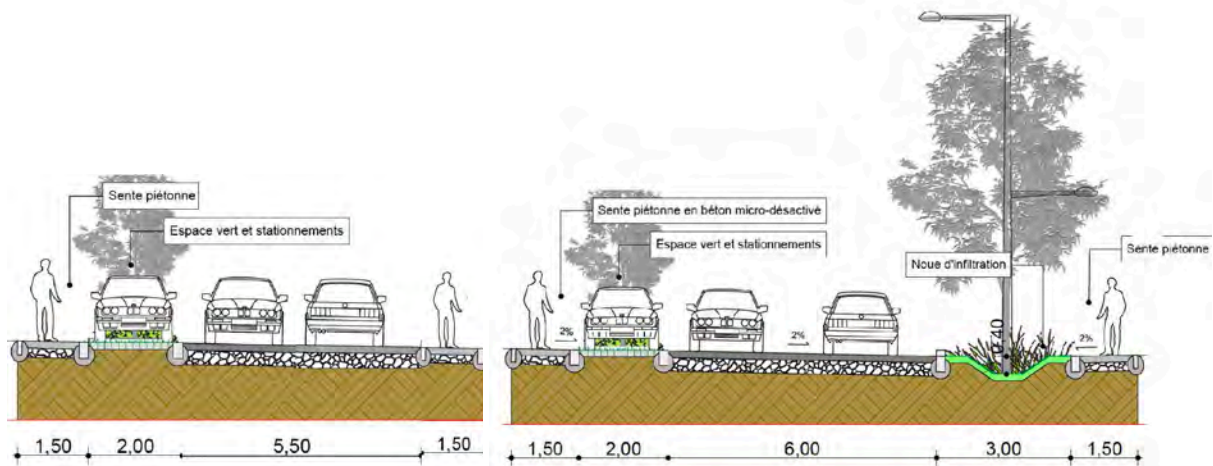 Sente piétonne
Espace vert et stationnements
1,50 2,00 5,50 1,50
Sente piétonne en béton micro-désactivé
Espace vert et stationnements
Noue d'infiltration
Sente piétonne
2%
2%
2%
1,50 2,00 6,00 3,00 1,50